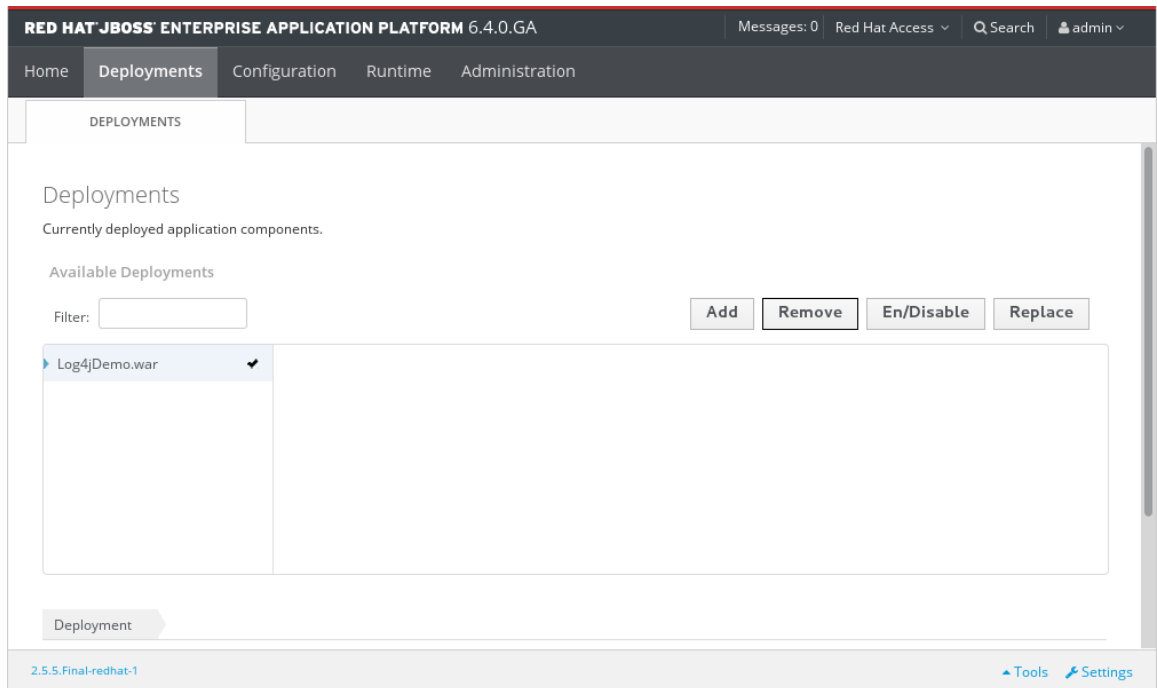 RED HAT JBOSS ENTERPRISE APPLICATION PLATFORM 6.4.0.GA Messages: 0 Red Hat Access Search admin
Home Deployments Configuration Runtime Administration
DEPLOYMENTS
Deployments
Currently deployed application components.
Available Deployments
Filter: Add Remove En/Disable Replace
Log4jDemo.war
Deployment
2.5.5.Final-redhat-1 Tools Settings